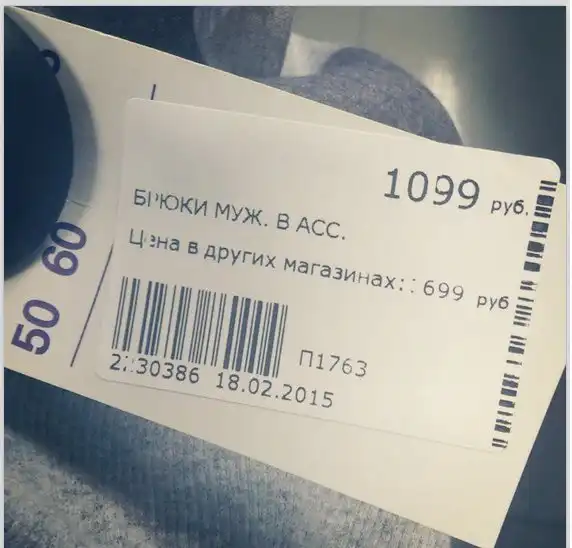 1099 руб.
БРЮКИ МУЖ. В АСС.
Цена в других магазинах: 699 руб
П1763
30386 18.02.2015
60
50